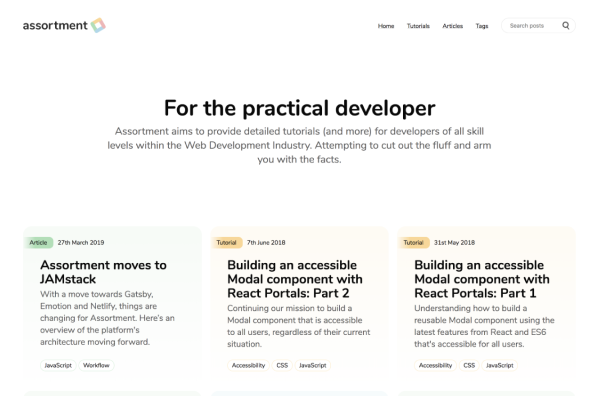 assortment
Home Tutorials Articles Tags Search posts
For the practical developer
Assortment aims to provide detailed tutorials (and more) for developers of all skill
levels within the Web Development Industry. Attempting to cut out the fluff and arm
you with the facts.
Article 27th March 2019
Assortment moves to
JAMstack
With a move towards Gatsby,
Emotion and Netlify, things are
changing for Assortment. Here's an
overview of the platform's
architecture moving forward.
JavaScript Workflow
Tutorial 7th June 2018
Building an accessible
Modal component with
React Portals: Part 2
Continuing our mission to build a
Modal component that is accessible
to all users, regardless of their current
situation.
Accessibility CSS JavaScript
Tutorial 31st May 2018
Building an accessible
Modal component with
React Portals: Part 1
Understanding how to build a
reusable Modal component using the
latest features from React and ES6
that's accessible for all users.
Accessibility CSS JavaScript